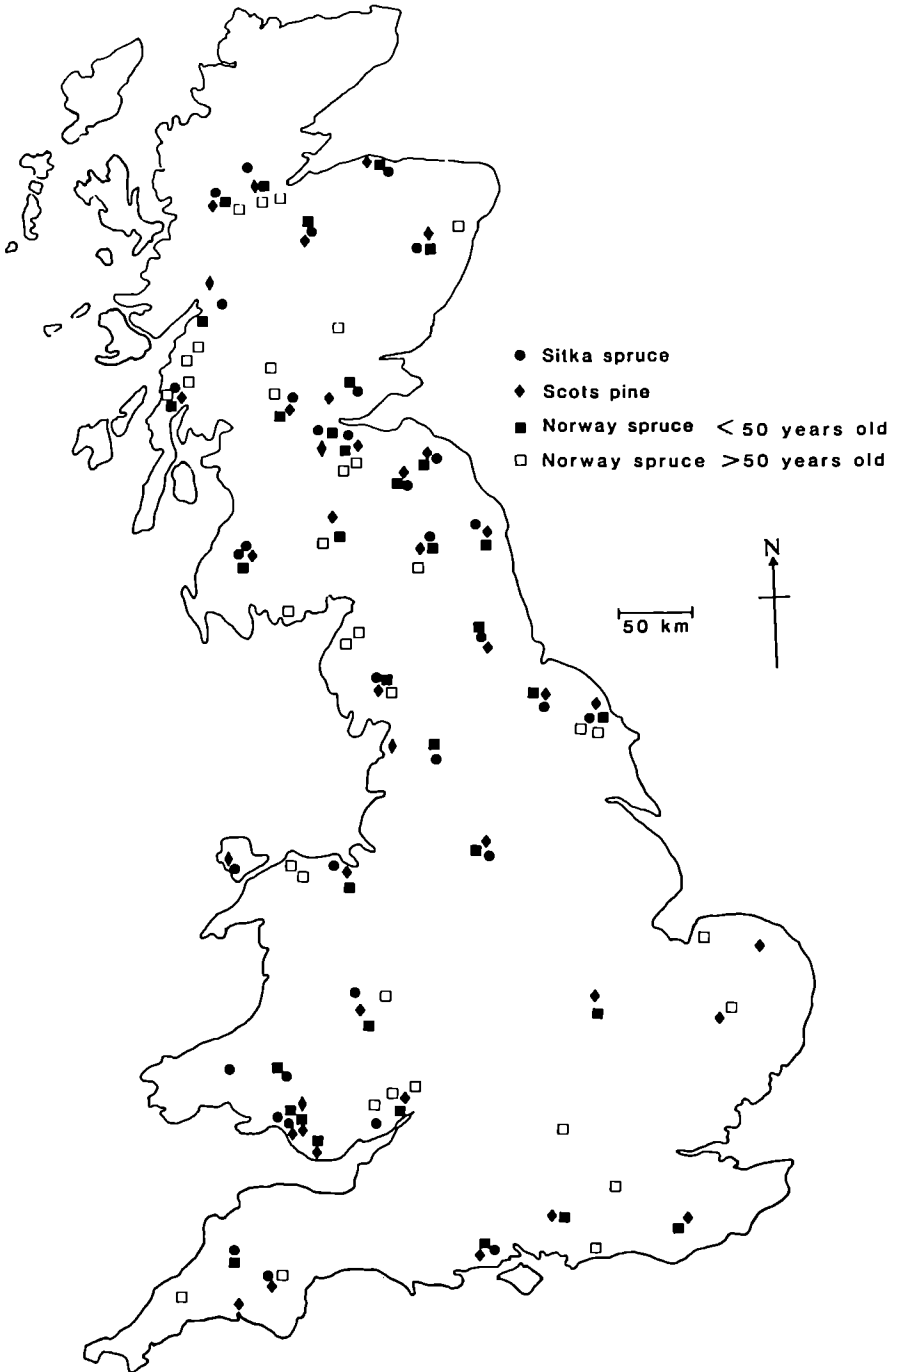 Sitka spruce
Scots pine
Norway spruce < 50 years old
Norway spruce >50 years old
N
50 km